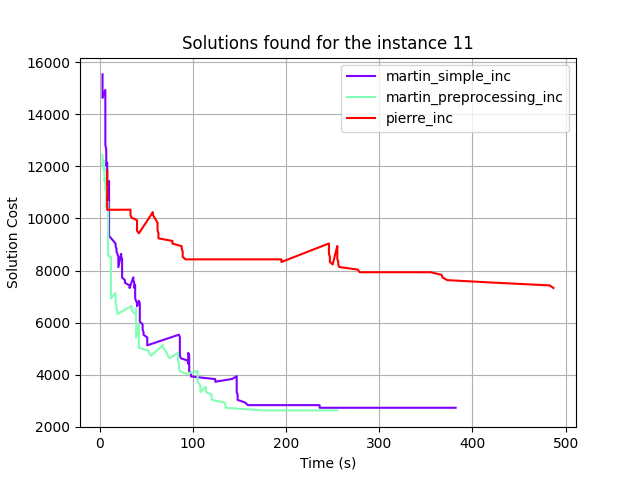 Solutions found for the instance 11
martin_simple_inc
martin_preprocessing_inc
pierre_inc
Solution Cost
16000
14000
12000
10000
8000
6000
4000
2000
0 100 200 300 400 500
Time (s)